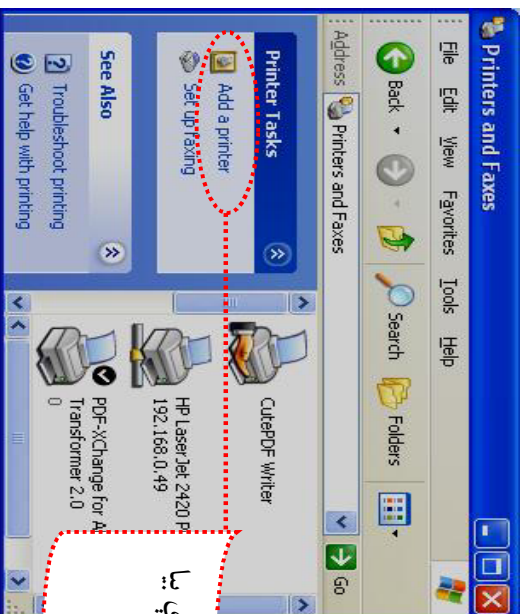 Printers and Faxes
File Edit View Favorites Tools Help
Back Search Folders
Address Printers and Faxes Go
Printer Tasks
Add a printer
Set up faxing
See Also
Troubleshoot printing
Get help with printing
CutePDF Writer
HP LaserJet 2420 P
192.168.0.49
PDF-XChange for A
Transformer 2.0
0